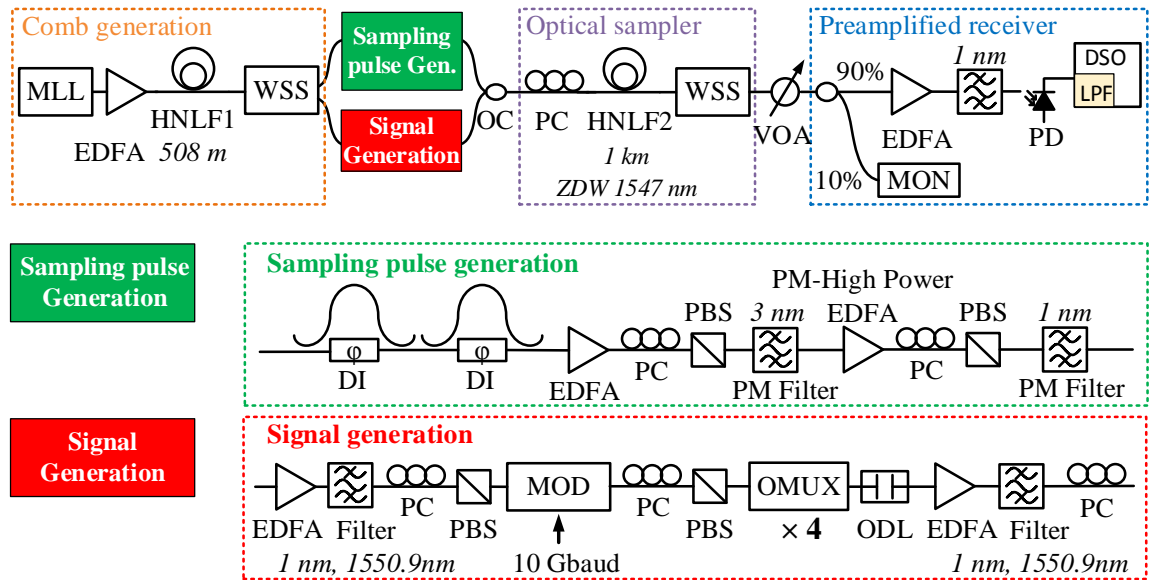 Comb generation
MLL
EDFA
HNLF1
508 m
WSS
Sampling
pulse Gen.
Signal
Generation
OC
Optical sampler
PC
HNLF2
1 km
ZDW 1547 nm
WSS
VOA
Preamplified receiver
90%
10%
MON
EDFA
1 nm
PD
DSO
LPF
Sampling pulse
Generation
Sampling pulse generation
φ
DI
φ
DI
EDFA
PC
PBS
3 nm
PM Filter
PM-High Power
EDFA
PC
PBS
1 nm
PM Filter
Signal
Generation
Signal generation
EDFA
Filter
1 nm, 1550.9nm
PC
PBS
MOD
10 Gbaud
PC
PBS
OMUX
× 4
ODL
EDFA
Filter
1 nm, 1550.9nm
PC